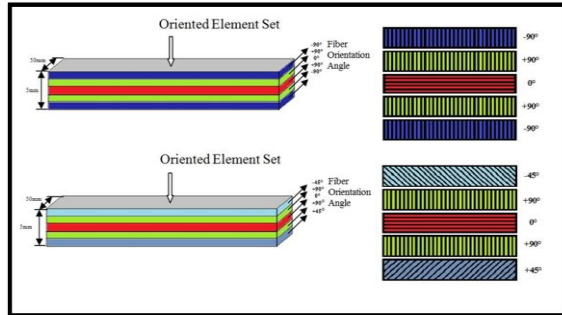 Oriented Element Set
50mm
5mm
-90° Fiber
+90° Orientation
0° Angle
+90°
-90°
-90°
+90°
0°
+90°
-90°
Oriented Element Set
50mm
5mm
-45° Fiber
+90° Orientation
0° Angle
+90°
+45°
-45°
+90°
0°
+90°
+45°